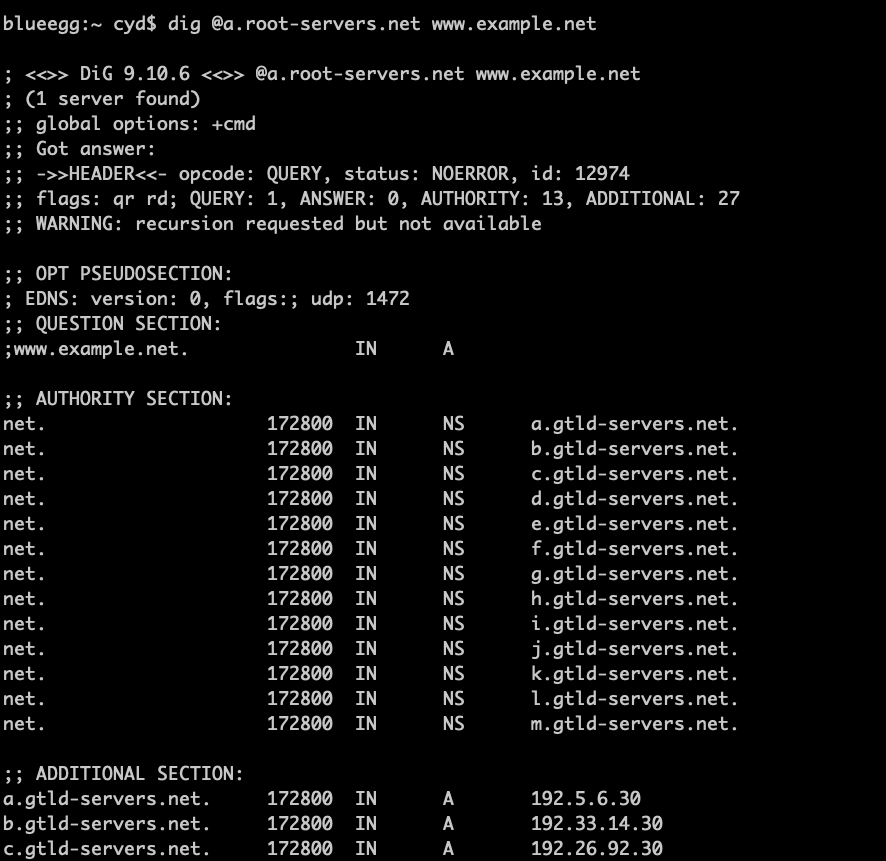 blueegg:~ cyd$ dig @a.root-servers.net www.example.net

; <<>> DiG 9.10.6 <<>> @a.root-servers.net www.example.net
; (1 server found)
;; global options: +cmd
;; Got answer:
;; ->>HEADER<<- opcode: QUERY, status: NOERROR, id: 12974
;; flags: qr rd; QUERY: 1, ANSWER: 0, AUTHORITY: 13, ADDITIONAL: 27
;; WARNING: recursion requested but not available

;; OPT PSEUDOSECTION:
; EDNS: version: 0, flags:; udp: 1472
;; QUESTION SECTION:
;www.example.net.		IN	A

;; AUTHORITY SECTION:
net.			172800	IN	NS	a.gtld-servers.net.
net.			172800	IN	NS	b.gtld-servers.net.
net.			172800	IN	NS	c.gtld-servers.net.
net.			172800	IN	NS	d.gtld-servers.net.
net.			172800	IN	NS	e.gtld-servers.net.
net.			172800	IN	NS	f.gtld-servers.net.
net.			172800	IN	NS	g.gtld-servers.net.
net.			172800	IN	NS	h.gtld-servers.net.
net.			172800	IN	NS	i.gtld-servers.net.
net.			172800	IN	NS	j.gtld-servers.net.
net.			172800	IN	NS	k.gtld-servers.net.
net.			172800	IN	NS	l.gtld-servers.net.
net.			172800	IN	NS	m.gtld-servers.net.

;; ADDITIONAL SECTION:
a.gtld-servers.net.	172800	IN	A	192.5.6.30
b.gtld-servers.net.	172800	IN	A	192.33.14.30
c.gtld-servers.net.	172800	IN	A	192.26.92.30